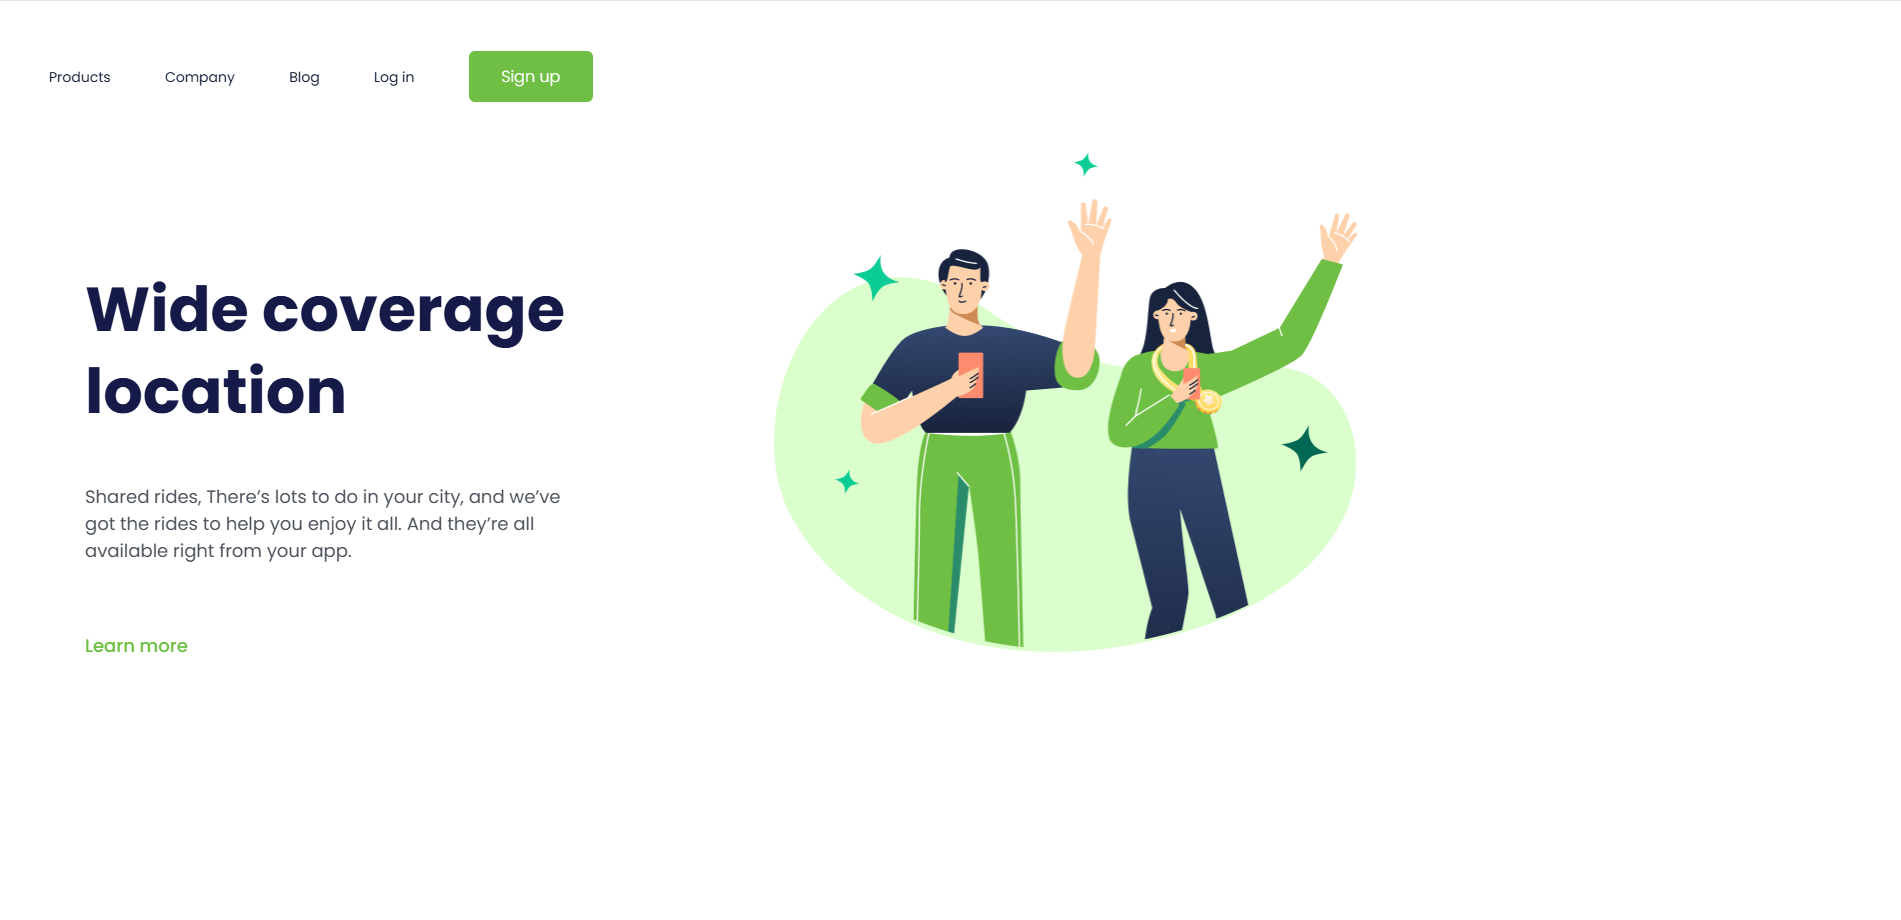 Products Company Blog Log in Sign up
Wide coverage
location
Shared rides, There’s lots to do in your city, and we’ve
got the rides to help you enjoy it all. And they’re all
available right from your app.
Learn more